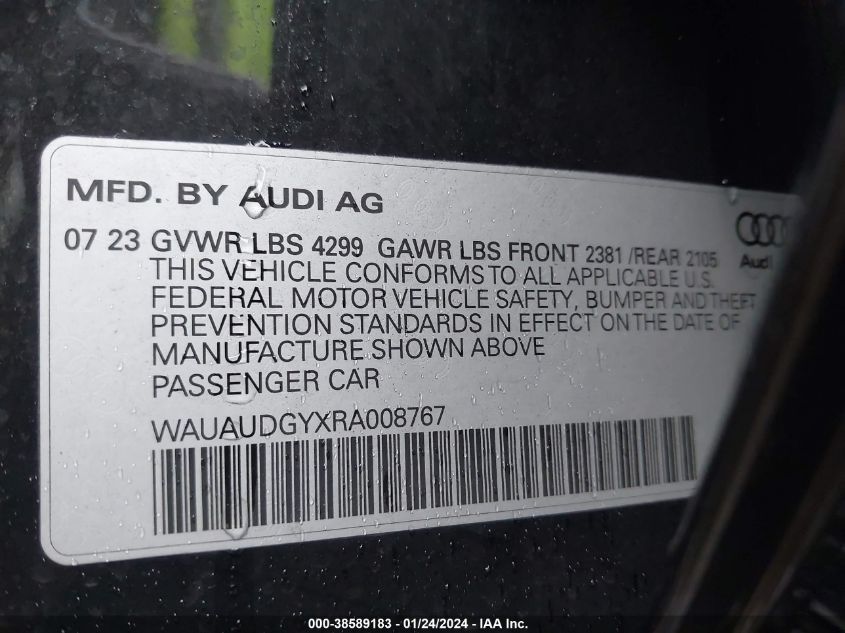 MFD. BY AUDI AG
07 23 GVWR LBS 4299 GAWR LBS FRONT 2381 /REAR 2105
Audi
THIS VEHICLE CONFORMS TO ALL APPLICABLE U.S.
FEDERAL MOTOR VEHICLE SAFETY, BUMPER AND THEFT
PREVENTION STANDARDS IN EFFECT ON THE DATE OF
MANUFACTURE SHOWN ABOVE
PASSENGER CAR
WAUAUDGYXRA008767
000-38589183 / 01/24/2024 - IAA Inc.